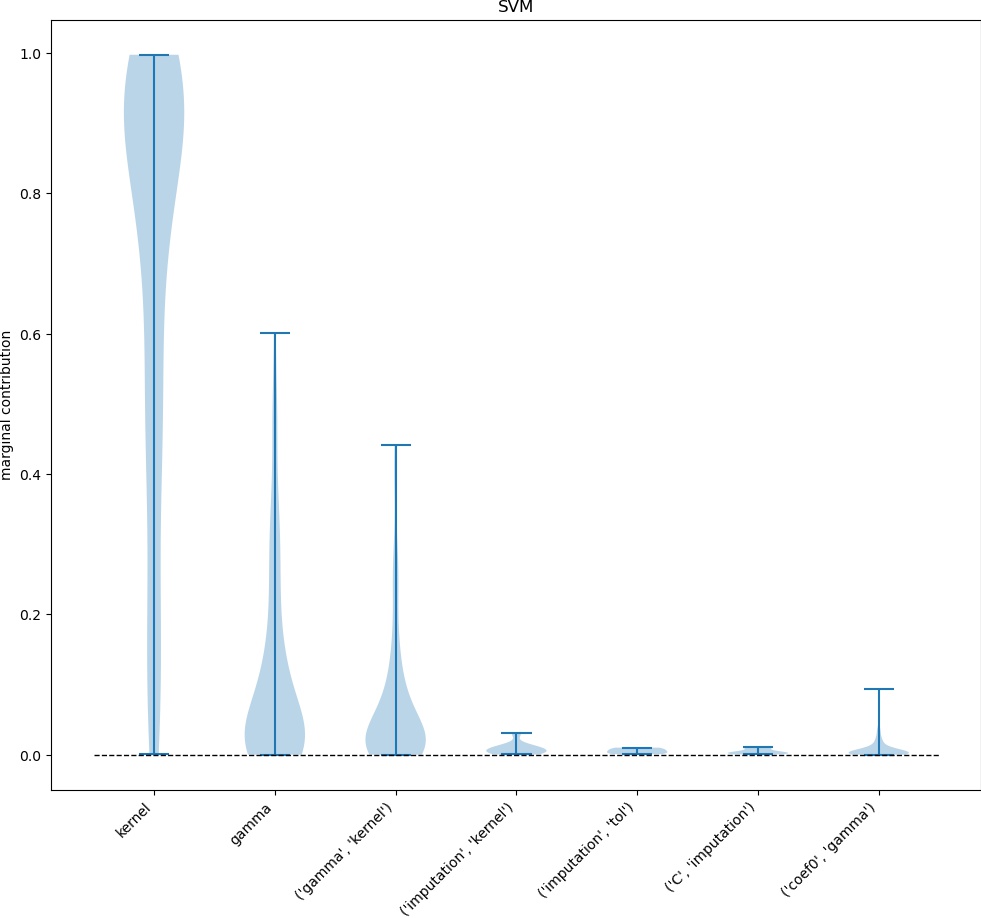 SVM
1.0
0.8
0.6
0.4
0.2
0.0
marginal contribution
kernel
gamma
('gamma', 'kernel')
('imputation', 'kernel')
('imputation', 'tol')
('C', 'imputation')
('coef0', 'gamma')